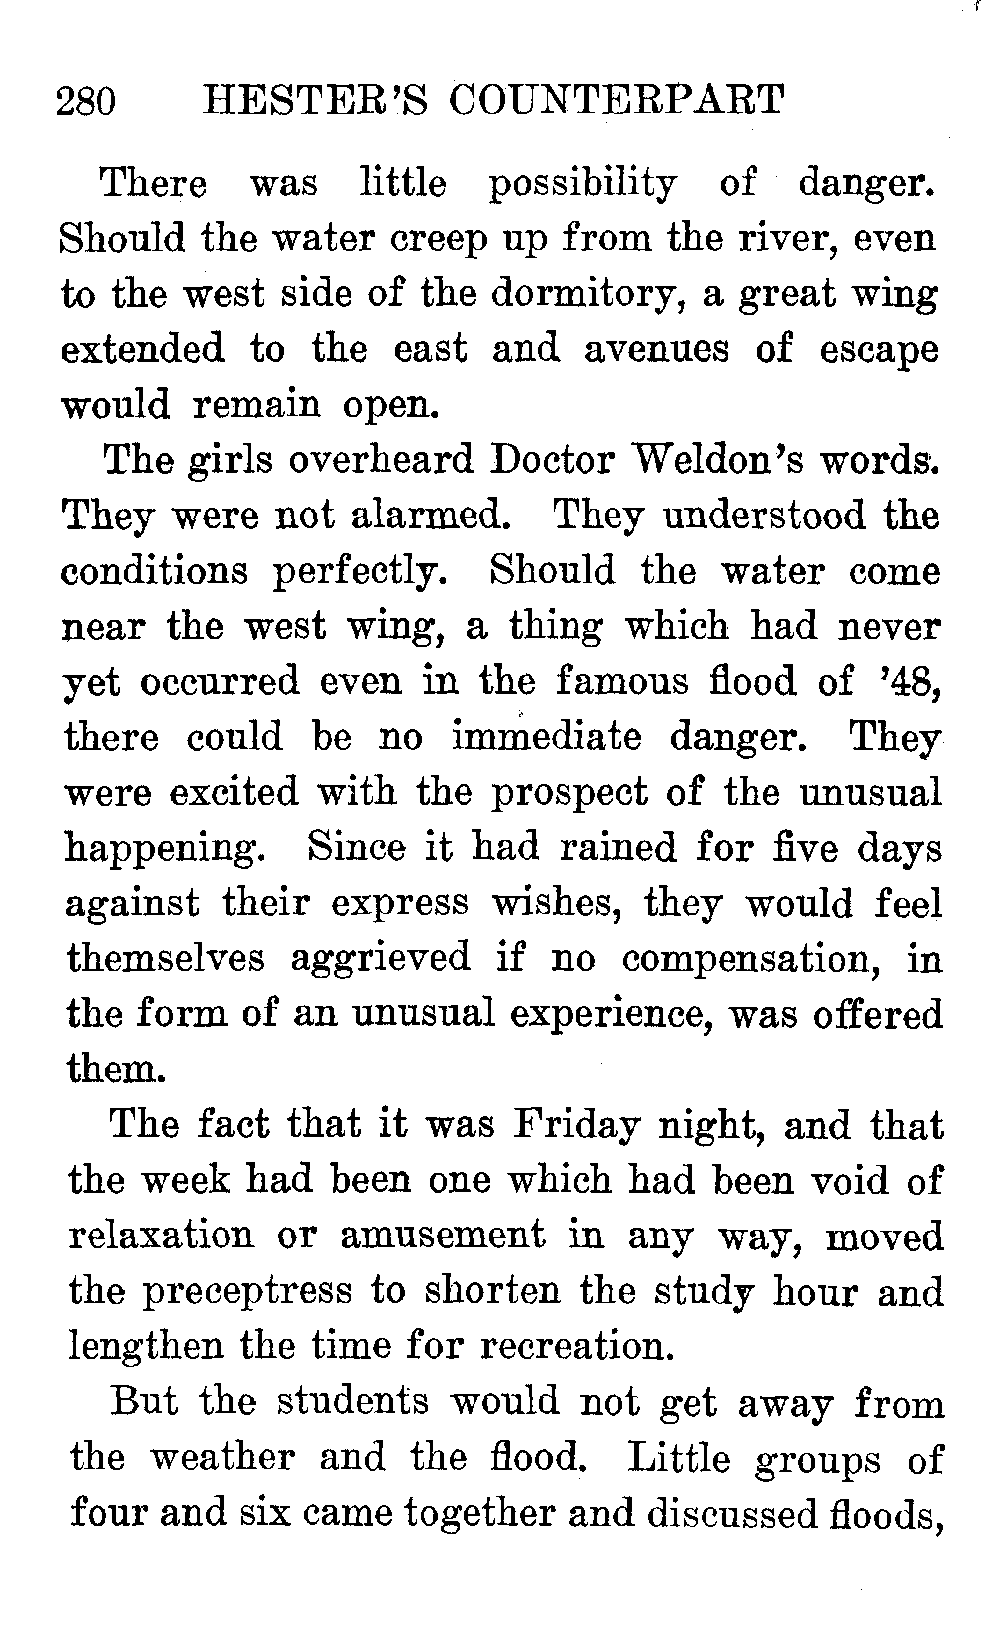 280 HESTER'S COUNTERPART
There was little possibility of danger.
Should the water creep up from the river, even
to the west side of the dormitory, a great wing
extended to the east and avenues of escape
would remain open.
The girls overheard Doctor Weldon's words.
They were not alarmed. They understood the
conditions perfectly. Should the water come
near the west wing, a thing which had never
yet occurred even in the famous flood of '48,
there could be no immediate danger. They
were excited with the prospect of the unusual
happening. Since it had rained for five days
against their express wishes, they would feel
themselves aggrieved if no compensation, in
the form of an unusual experience, was offered
them.
The fact that it was Friday night, and that
the week had been one which had been void of
relaxation or amusement in any way, moved
the preceptress to shorten the study hour and
lengthen the time for recreation.
But the students would not get away from
the weather and the flood. Little groups of
four and six came together and discussed floods,